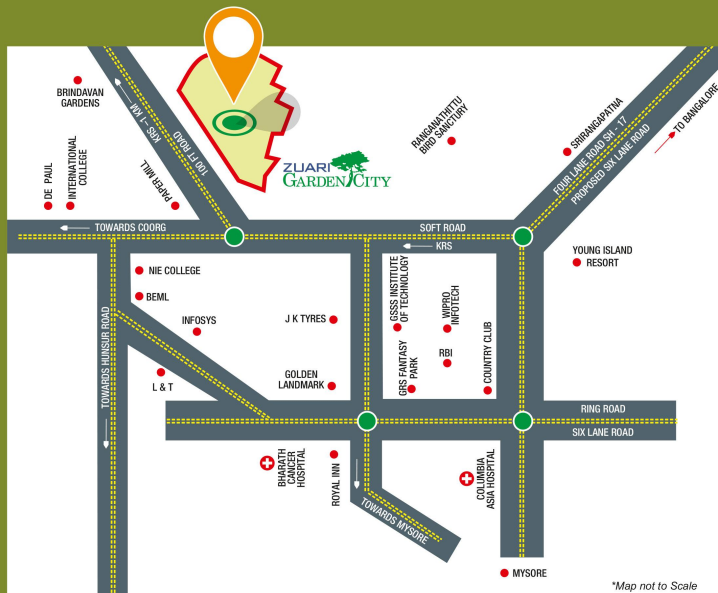 BRINDAVAN
GARDENS
KRS -1 KM
100 FT ROAD
DE PAUL
INTERNATIONAL
COLLEGE
PAPER MILL
ZUARI
GARDEN CITY
RANGANATHITTU
BIRD SANCTURY
SRIRANGAPATNA
FOUR LANE ROAD SH - 17
PROPOSED SIX LANE ROAD
TO BANGALORE
TOWARDS COORG
SOFT ROAD
KRS
YOUNG ISLAND
RESORT
NIE COLLEGE
BEML
INFOSYS
L & T
TOWARDS HUNSUR ROAD
J K TYRES
GOLDEN
LANDMARK
GSSS INSTITUTE
OF TECHNOLOGY
WIPRO
INFOTECH
RBI
GRS FANTASY
PARK
COUNTRY CLUB
RING ROAD
SIX LANE ROAD
BHARATH
CANCER
HOSPITAL
ROYAL INN
COLUMBIA
ASIA HOSPITAL
TOWARDS MYSORE
MYSORE
*Map not to Scale